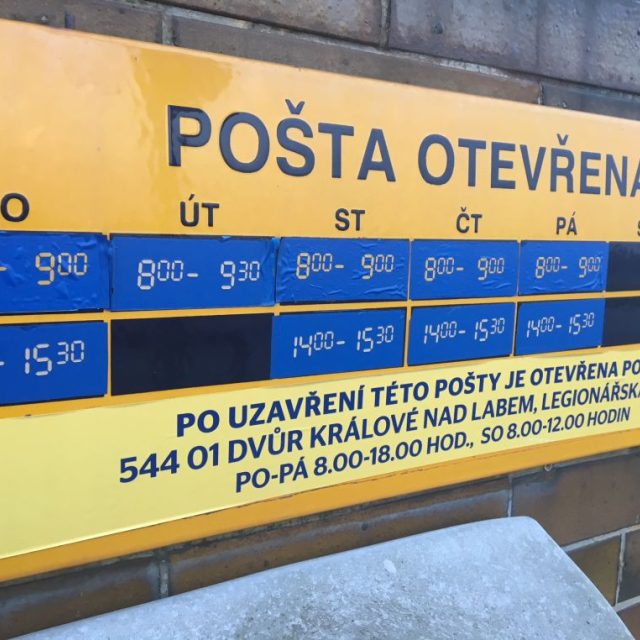 POŠTA OTEVŘENA
O ÚT ST ČT PÁ S
- 9⁰⁰ 8⁰⁰- 9³⁰ 8⁰⁰- 9⁰⁰ 8⁰⁰- 9⁰⁰ 8⁰⁰- 9⁰⁰
- 15³⁰ 14⁰⁰- 15³⁰ 14⁰⁰- 15³⁰ 14⁰⁰- 15³⁰
PO UZAVŘENÍ TÉTO POŠTY JE OTEVŘENA PO
544 01 DVŮR KRÁLOVÉ NAD LABEM, LEGIONÁŘSKÁ
PO-PÁ 8.00-18.00 HOD., SO 8.00-12.00 HODIN